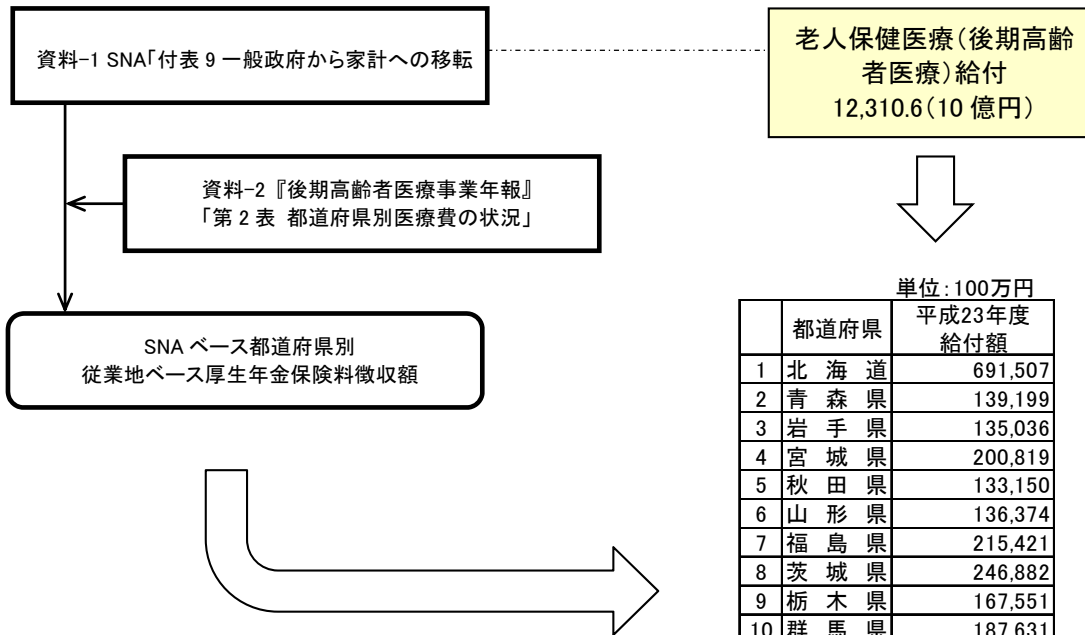 資料-1 SNA「付表 9 一般政府から家計への移転
老人保健医療(後期高齢
者医療)給付
12,310.6(10 億円)
資料-2『後期高齢者医療事業年報』
「第 2 表 都道府県別医療費の状況」
SNA ベース都道府県別
従業地ベース厚生年金保険料徴収額
単位:100万円
都道府県 平成23年度
給付額
1 北 海 道 691,507
2 青 森 県 139,199
3 岩 手 県 135,036
4 宮 城 県 200,819
5 秋 田 県 133,150
6 山 形 県 136,374
7 福 島 県 215,421
8 茨 城 県 246,882
9 栃 木 県 167,551
10 群 馬 県 187,631